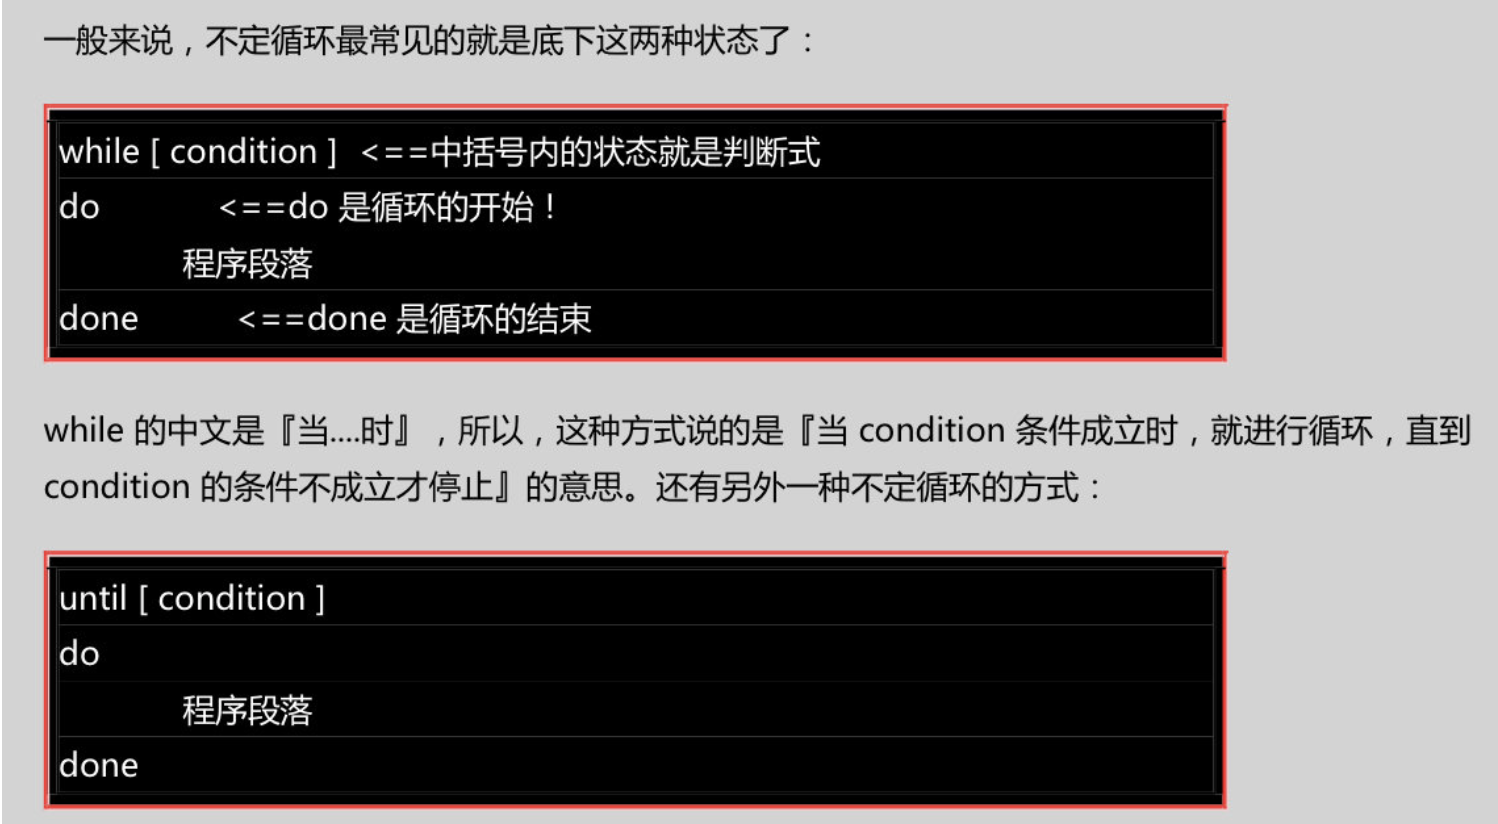 一般来说，不定循环最常见的就是底下这两种状态了：
while [ condition ]  <==中括号内的状态就是判断式
do            <==do 是循环的开始！
程序段落
done          <==done 是循环的结束
while 的中文是『当....时』，所以，这种方式说的是『当 condition 条件成立时，就进行循环，直到
condition 的条件不成立才停止』的意思。还有另外一种不定循环的方式：
until [ condition ]
do
程序段落
done